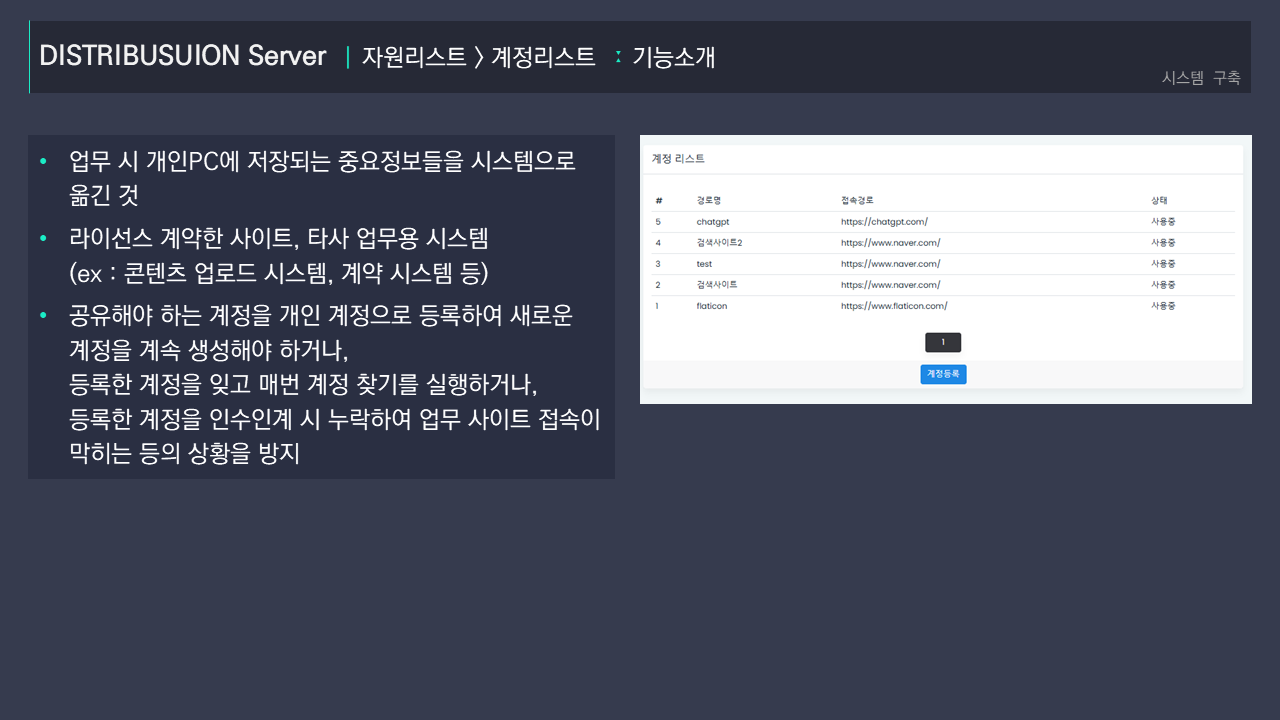 DISTRIBUSUION Server | 자원리스트 > 계정리스트 : 기능소개
시스템 구축
• 업무 시 개인PC에 저장되는 중요정보들을 시스템으로
옮긴 것
• 라이선스 계약한 사이트, 타사 업무용 시스템
(ex : 콘텐츠 업로드 시스템, 계약 시스템 등)
• 공유해야 하는 계정을 개인 계정으로 등록하여 새로운
계정을 계속 생성해야 하거나,
등록한 계정을 잊고 매번 계정 찾기를 실행하거나,
등록한 계정을 인수인계 시 누락하여 업무 사이트 접속이
막히는 등의 상황을 방지
계정 리스트
# 경로명 접속경로 상태
5 chatgpt https://chatgpt.com/ 사용중
4 검색사이트2 https://www.naver.com/ 사용중
3 test https://www.naver.com/ 사용중
2 검색사이트 https://www.naver.com/ 사용중
1 flaticon https://www.flaticon.com/ 사용중
1
계정등록